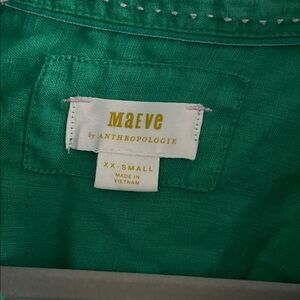 MaEVe
by ANTHROPOLOGIE
XX-SMALL
MADE IN
VIETNAM